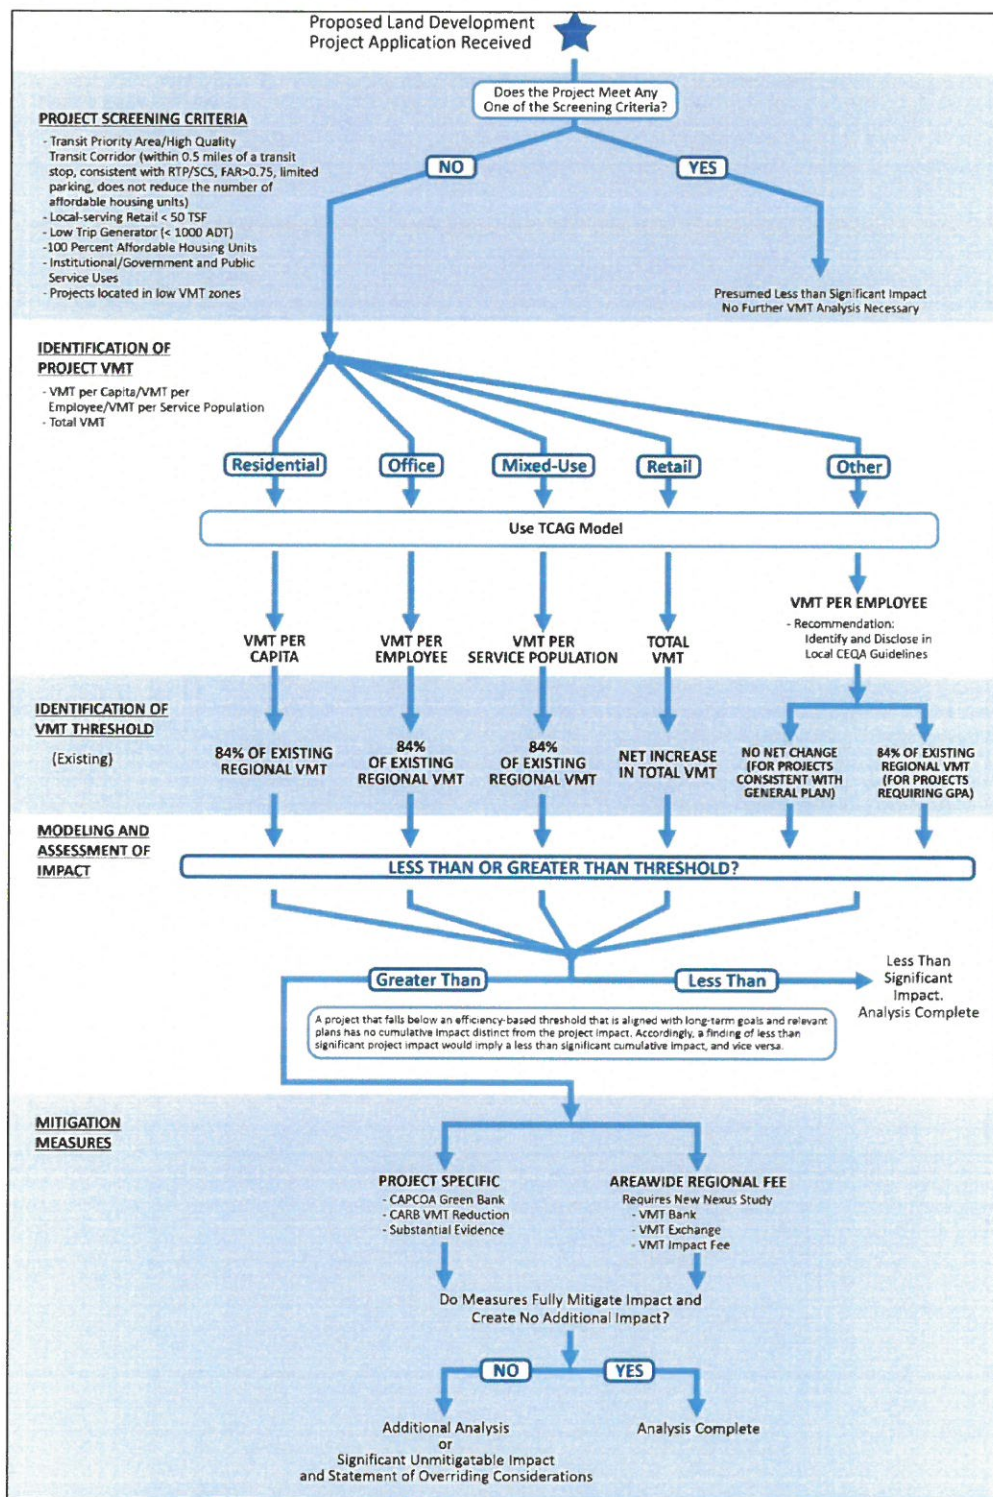 Proposed Land Development
Project Application Received
Does the Project Meet Any
One of the Screening Criteria?
PROJECT SCREENING CRITERIA
- Transit Priority Area/High Quality
Transit Corridor (within 0.5 miles of a transit
stop, consistent with RTP/SCS, FAR>0.75, limited
parking, does not reduce the number of
affordable housing units)
- Local-serving Retail < 50 TSF
- Low Trip Generator (< 1000 ADT)
-100 Percent Affordable Housing Units
- Institutional/Government and Public
Service Uses
- Projects located in low VMT zones
NO
YES
Presumed Less than Significant Impact
No Further VMT Analysis Necessary
IDENTIFICATION OF
PROJECT VMT
- VMT per Capita/VMT per
Employee/VMT per Service Population
- Total VMT
Residential
Office
Mixed-Use
Retail
Other
Use TCAG Model
VMT PER
CAPITA
VMT PER
EMPLOYEE
VMT PER
SERVICE POPULATION
TOTAL
VMT
VMT PER EMPLOYEE
- Recommendation:
Identify and Disclose in
Local CEQA Guidelines
IDENTIFICATION OF
VMT THRESHOLD
(Existing)
84% OF EXISTING
REGIONAL VMT
84%
OF EXISTING
REGIONAL VMT
84%
OF EXISTING
REGIONAL VMT
NET INCREASE
IN TOTAL VMT
NO NET CHANGE
(FOR PROJECTS
CONSISTENT WITH
GENERAL PLAN)
84% OF EXISTING
REGIONAL VMT
(FOR PROJECTS
REQUIRING GPA)
MODELING AND
ASSESSMENT OF
IMPACT
LESS THAN OR GREATER THAN THRESHOLD?
Greater Than
Less Than
Less Than
Significant
Impact.
Analysis Complete
A project that falls below an efficiency-based threshold that is aligned with long-term goals and relevant
plans has no cumulative impact distinct from the project impact. Accordingly, a finding of less than
significant project impact would imply a less than significant cumulative impact, and vice versa.
MITIGATION
MEASURES
PROJECT SPECIFIC
- CAPCOA Green Bank
- CARB VMT Reduction
- Substantial Evidence
AREAWIDE REGIONAL FEE
Requires New Nexus Study
- VMT Bank
- VMT Exchange
- VMT Impact Fee
Do Measures Fully Mitigate Impact and
Create No Additional Impact?
NO
YES
Additional Analysis
or
Significant Unmitigatable Impact
and Statement of Overriding Considerations
Analysis Complete